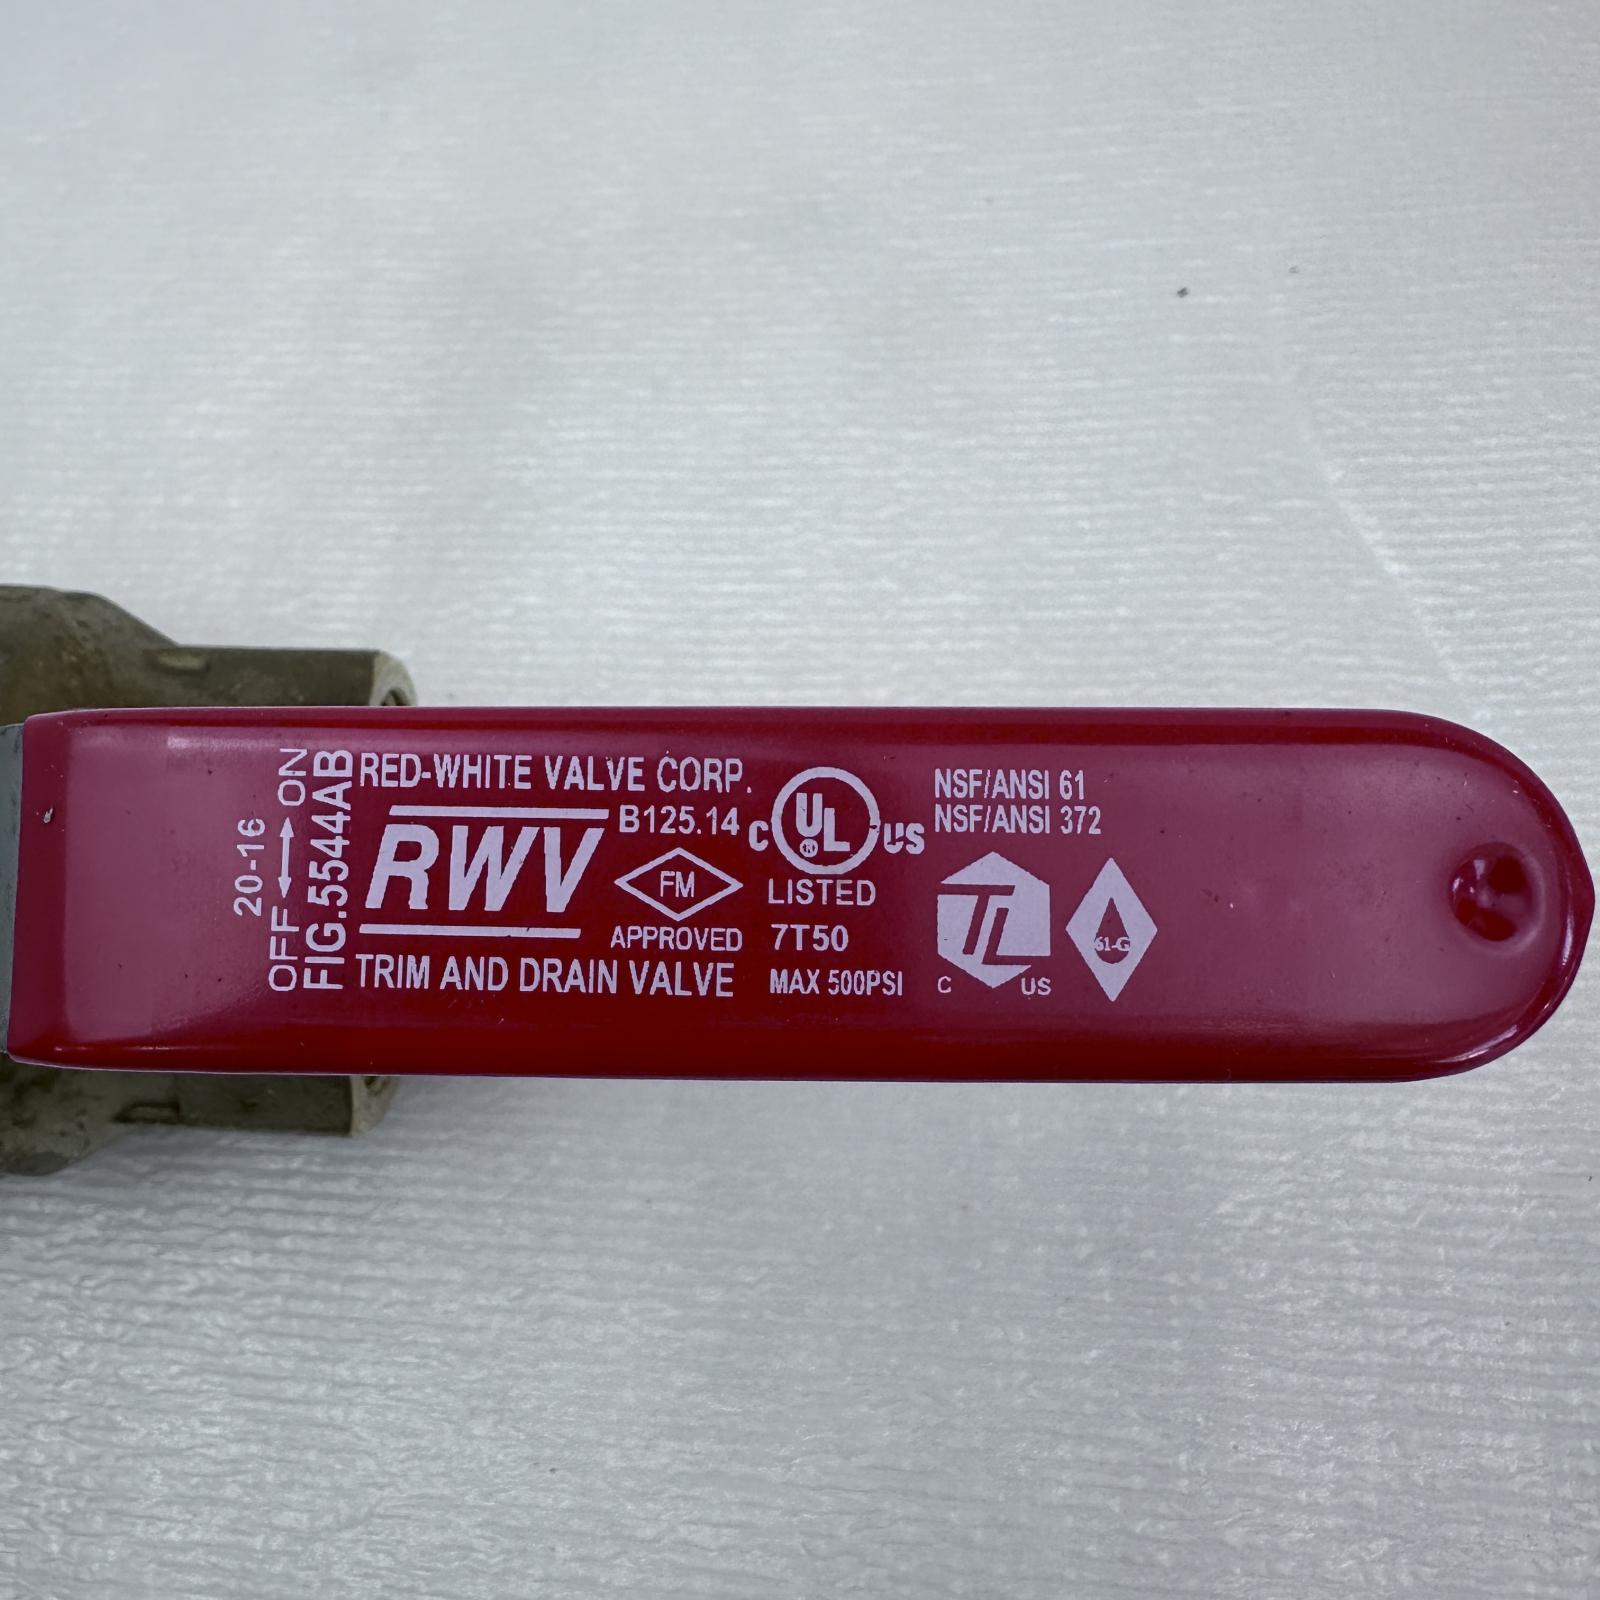 20-16
OFF ↔ ON
FIG.5544AB
RED-WHITE VALVE CORP.
RWV
B125.14
FM
APPROVED
TRIM AND DRAIN VALVE
C UL ® US
LISTED
7T50
MAX 500PSI
NSF/ANSI 61
NSF/ANSI 372
TL
C US
61-G